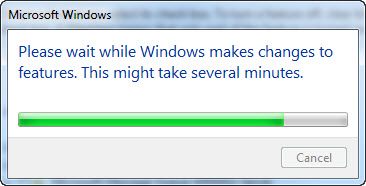 Microsoft Windows
Please wait while Windows makes changes to
features. This might take several minutes.
Cancel